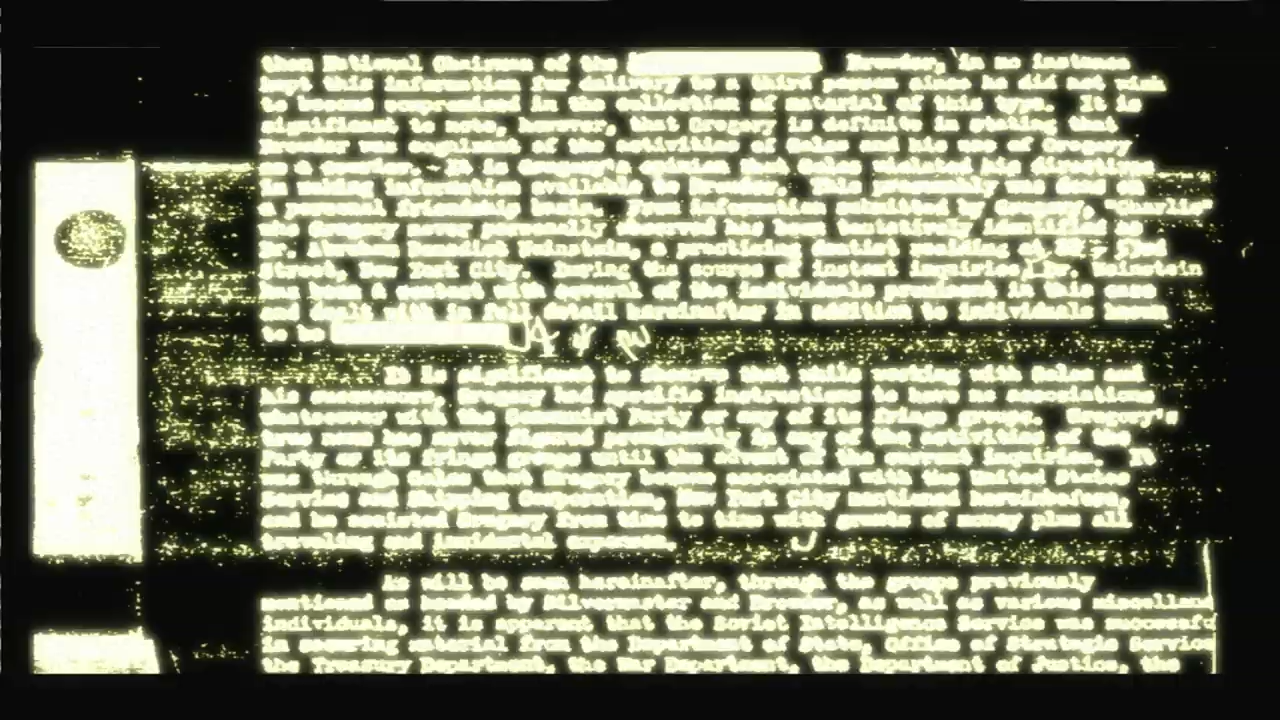 then National Chairman of the Browder, in no instance
kept this information for delivery to a third person since he did not wish
to become compromised in the collection of material of this type. It is
significant to note, however, that Gregory is definite in stating that
Browder was cognizant of the activities of Golos and his use of Gregory
as a It is Gregory's opinion that Golos violated his directions
in making information available to Browder. This presumably was done on
a personal friendship basis. From information submitted by Gregory, "Charlie"
who Gregory never personally observed has been tentatively identified as
Dr. Abraham Benedict Weinstein, a practicing dentist residing at
Street, New York City. During the course of instant inquiries, Dr. Weinstein
has been in contact with several of the individuals prominent in this case
and dealt with in full detail hereinafter in addition to individuals known
to be
It is significant to observe that while working with Golos and
his successors, Gregory had specific instructions to have no associations
whatsoever with the Communist Party or any of its fringe groups. Gregory's
true name has never figured prominently in any of the activities of the
Party or its fringe groups until the advent of the current inquiries. It
was through Golos that Gregory became associated with the United States
Service and Shipping Corporation, New York City mentioned hereinbefore,
and he assisted Gregory from time to time with grants of money plus all
traveling and incidental expenses.
As will be seen hereinafter, through the groups previously
mentioned as headed by Silvermaster and Browder, as well as various miscellan
individuals, it is apparent that the Soviet Intelligence Service was successfu
in securing material from the Department of State, Office of Strategic Service
the Treasury Department, the War Department, the Department of Justice, the